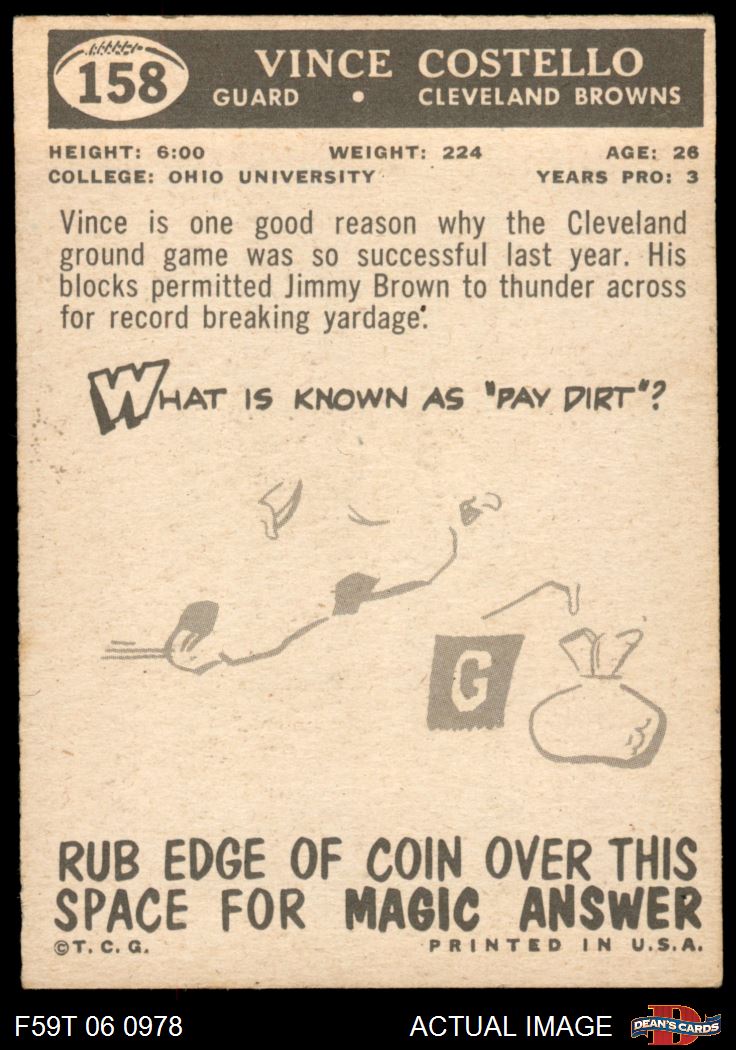 158
VINCE COSTELLO
GUARD • CLEVELAND BROWNS
HEIGHT: 6:00 WEIGHT: 224 AGE: 26
COLLEGE: OHIO UNIVERSITY YEARS PRO: 3
Vince is one good reason why the Cleveland
ground game was so successful last year. His
blocks permitted Jimmy Brown to thunder across
for record breaking yardage.
WHAT IS KNOWN AS "PAY DIRT"?
G
RUB EDGE OF COIN OVER THIS
SPACE FOR MAGIC ANSWER
©T. C. G. PRINTED IN U.S.A.
F59T 06 0978 ACTUAL IMAGE D DEAN'S CARDS